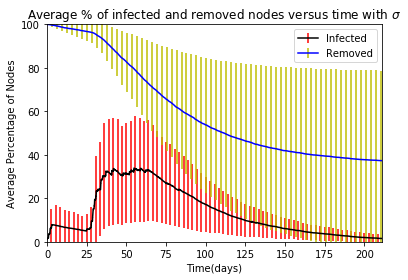 Average % of infected and removed nodes versus time with σ
Infected
Removed
100
80
60
40
20
0
Average Percentage of Nodes
0 25 50 75 100 125 150 175 200
Time(days)